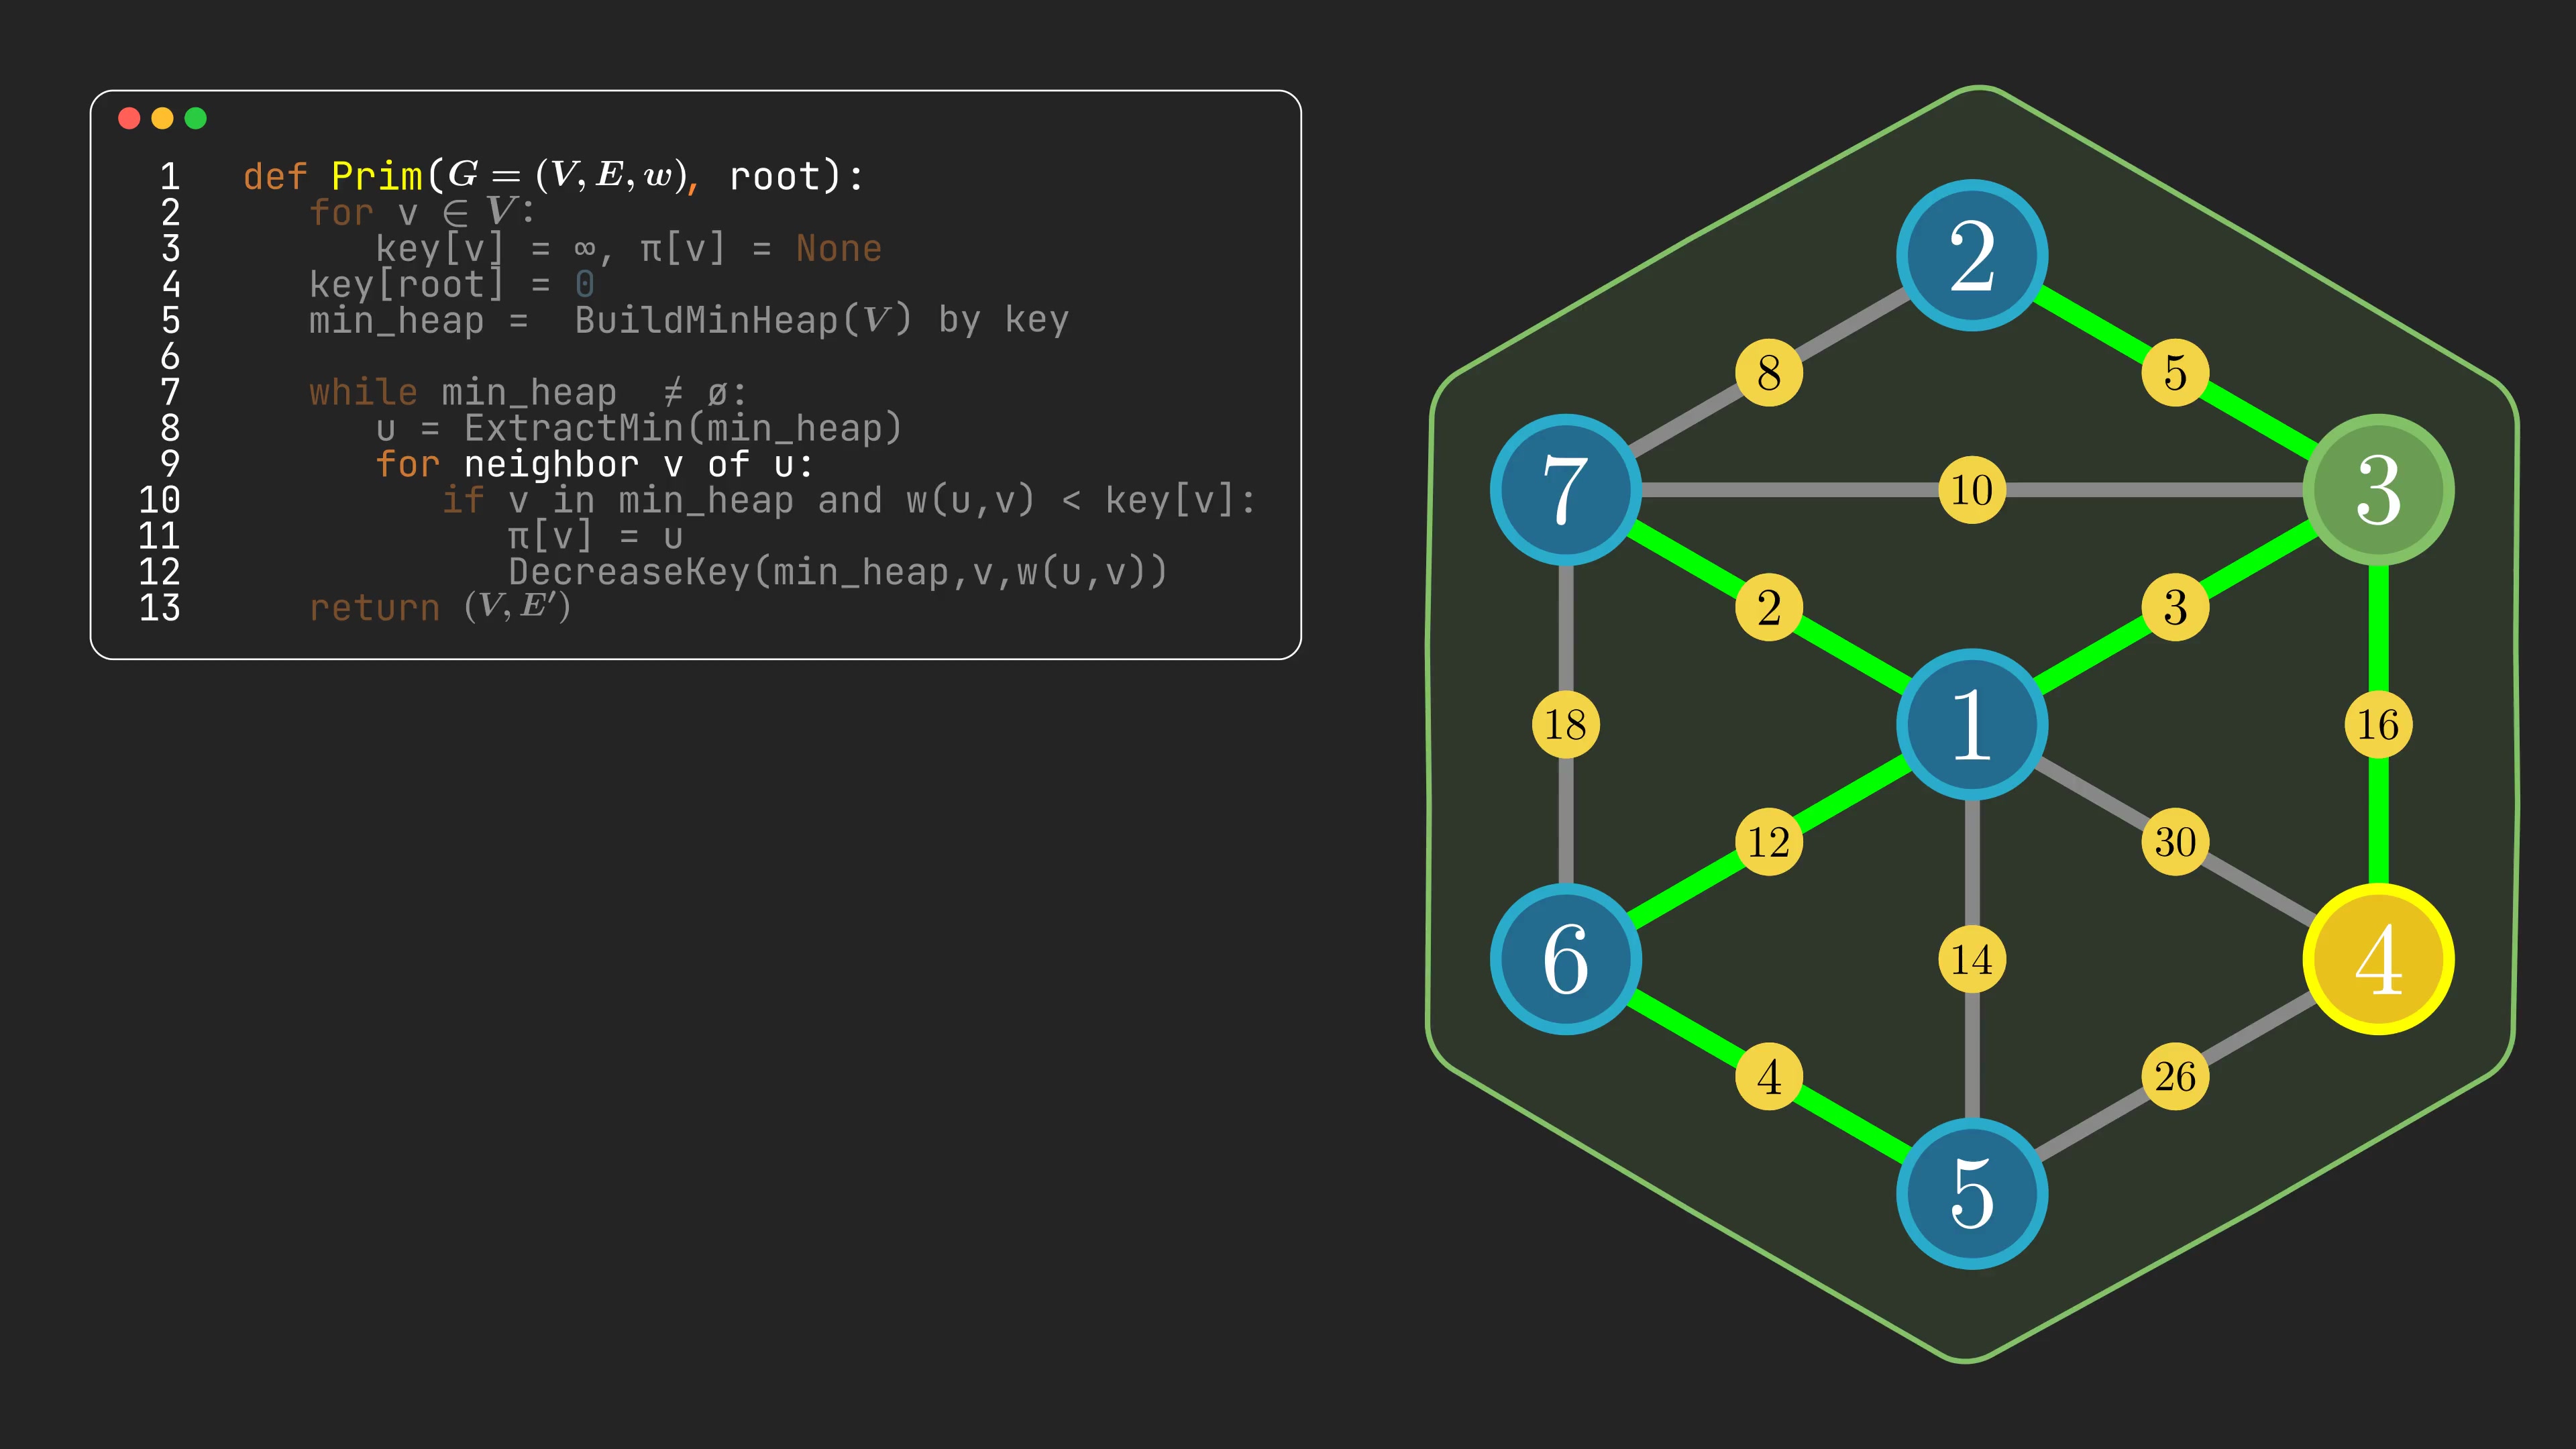 1 def Prim(G = (V, E, w), root):
2 for v ∈ V:
3 key[v] = ∞, π[v] = None
4 key[root] = 0
5 min_heap = BuildMinHeap(V) by key
6
7 while min_heap ≠ ø:
8 u = ExtractMin(min_heap)
9 for neighbor v of u:
10 if v in min_heap and w(u,v) < key[v]:
11 π[v] = u
12 DecreaseKey(min_heap,v,w(u,v))
13 return (V, E′)
2
8 5
7 10 3
2 3
18 1 16
12 30
6 14 4
4 26
5